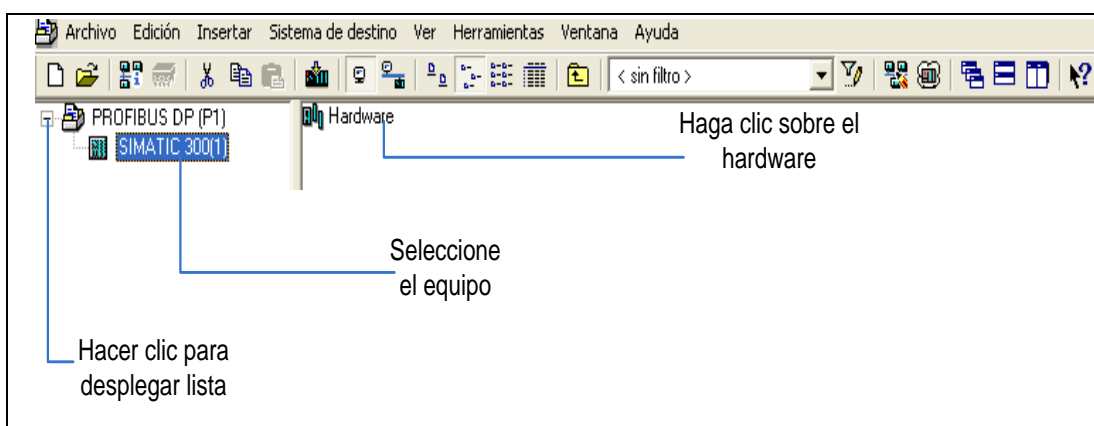 Archivo Edición Insertar Sistema de destino Ver Herramientas Ventana Ayuda
< sin filtro >
PROFIBUS DP (P1)
SIMATIC 300(1)
Hardware
Haga clic sobre el
hardware
Seleccione
el equipo
Hacer clic para
desplegar lista